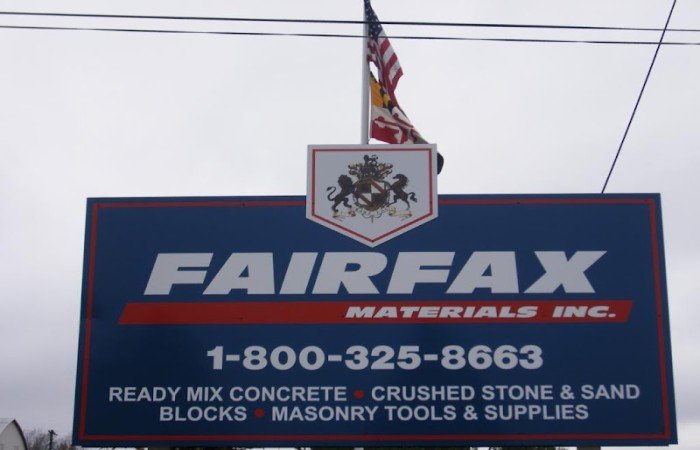 FAIRFAX
MATERIALS INC.
1-800-325-8663
READY MIX CONCRETE • CRUSHED STONE & SAND
BLOCKS • MASONRY TOOLS & SUPPLIES